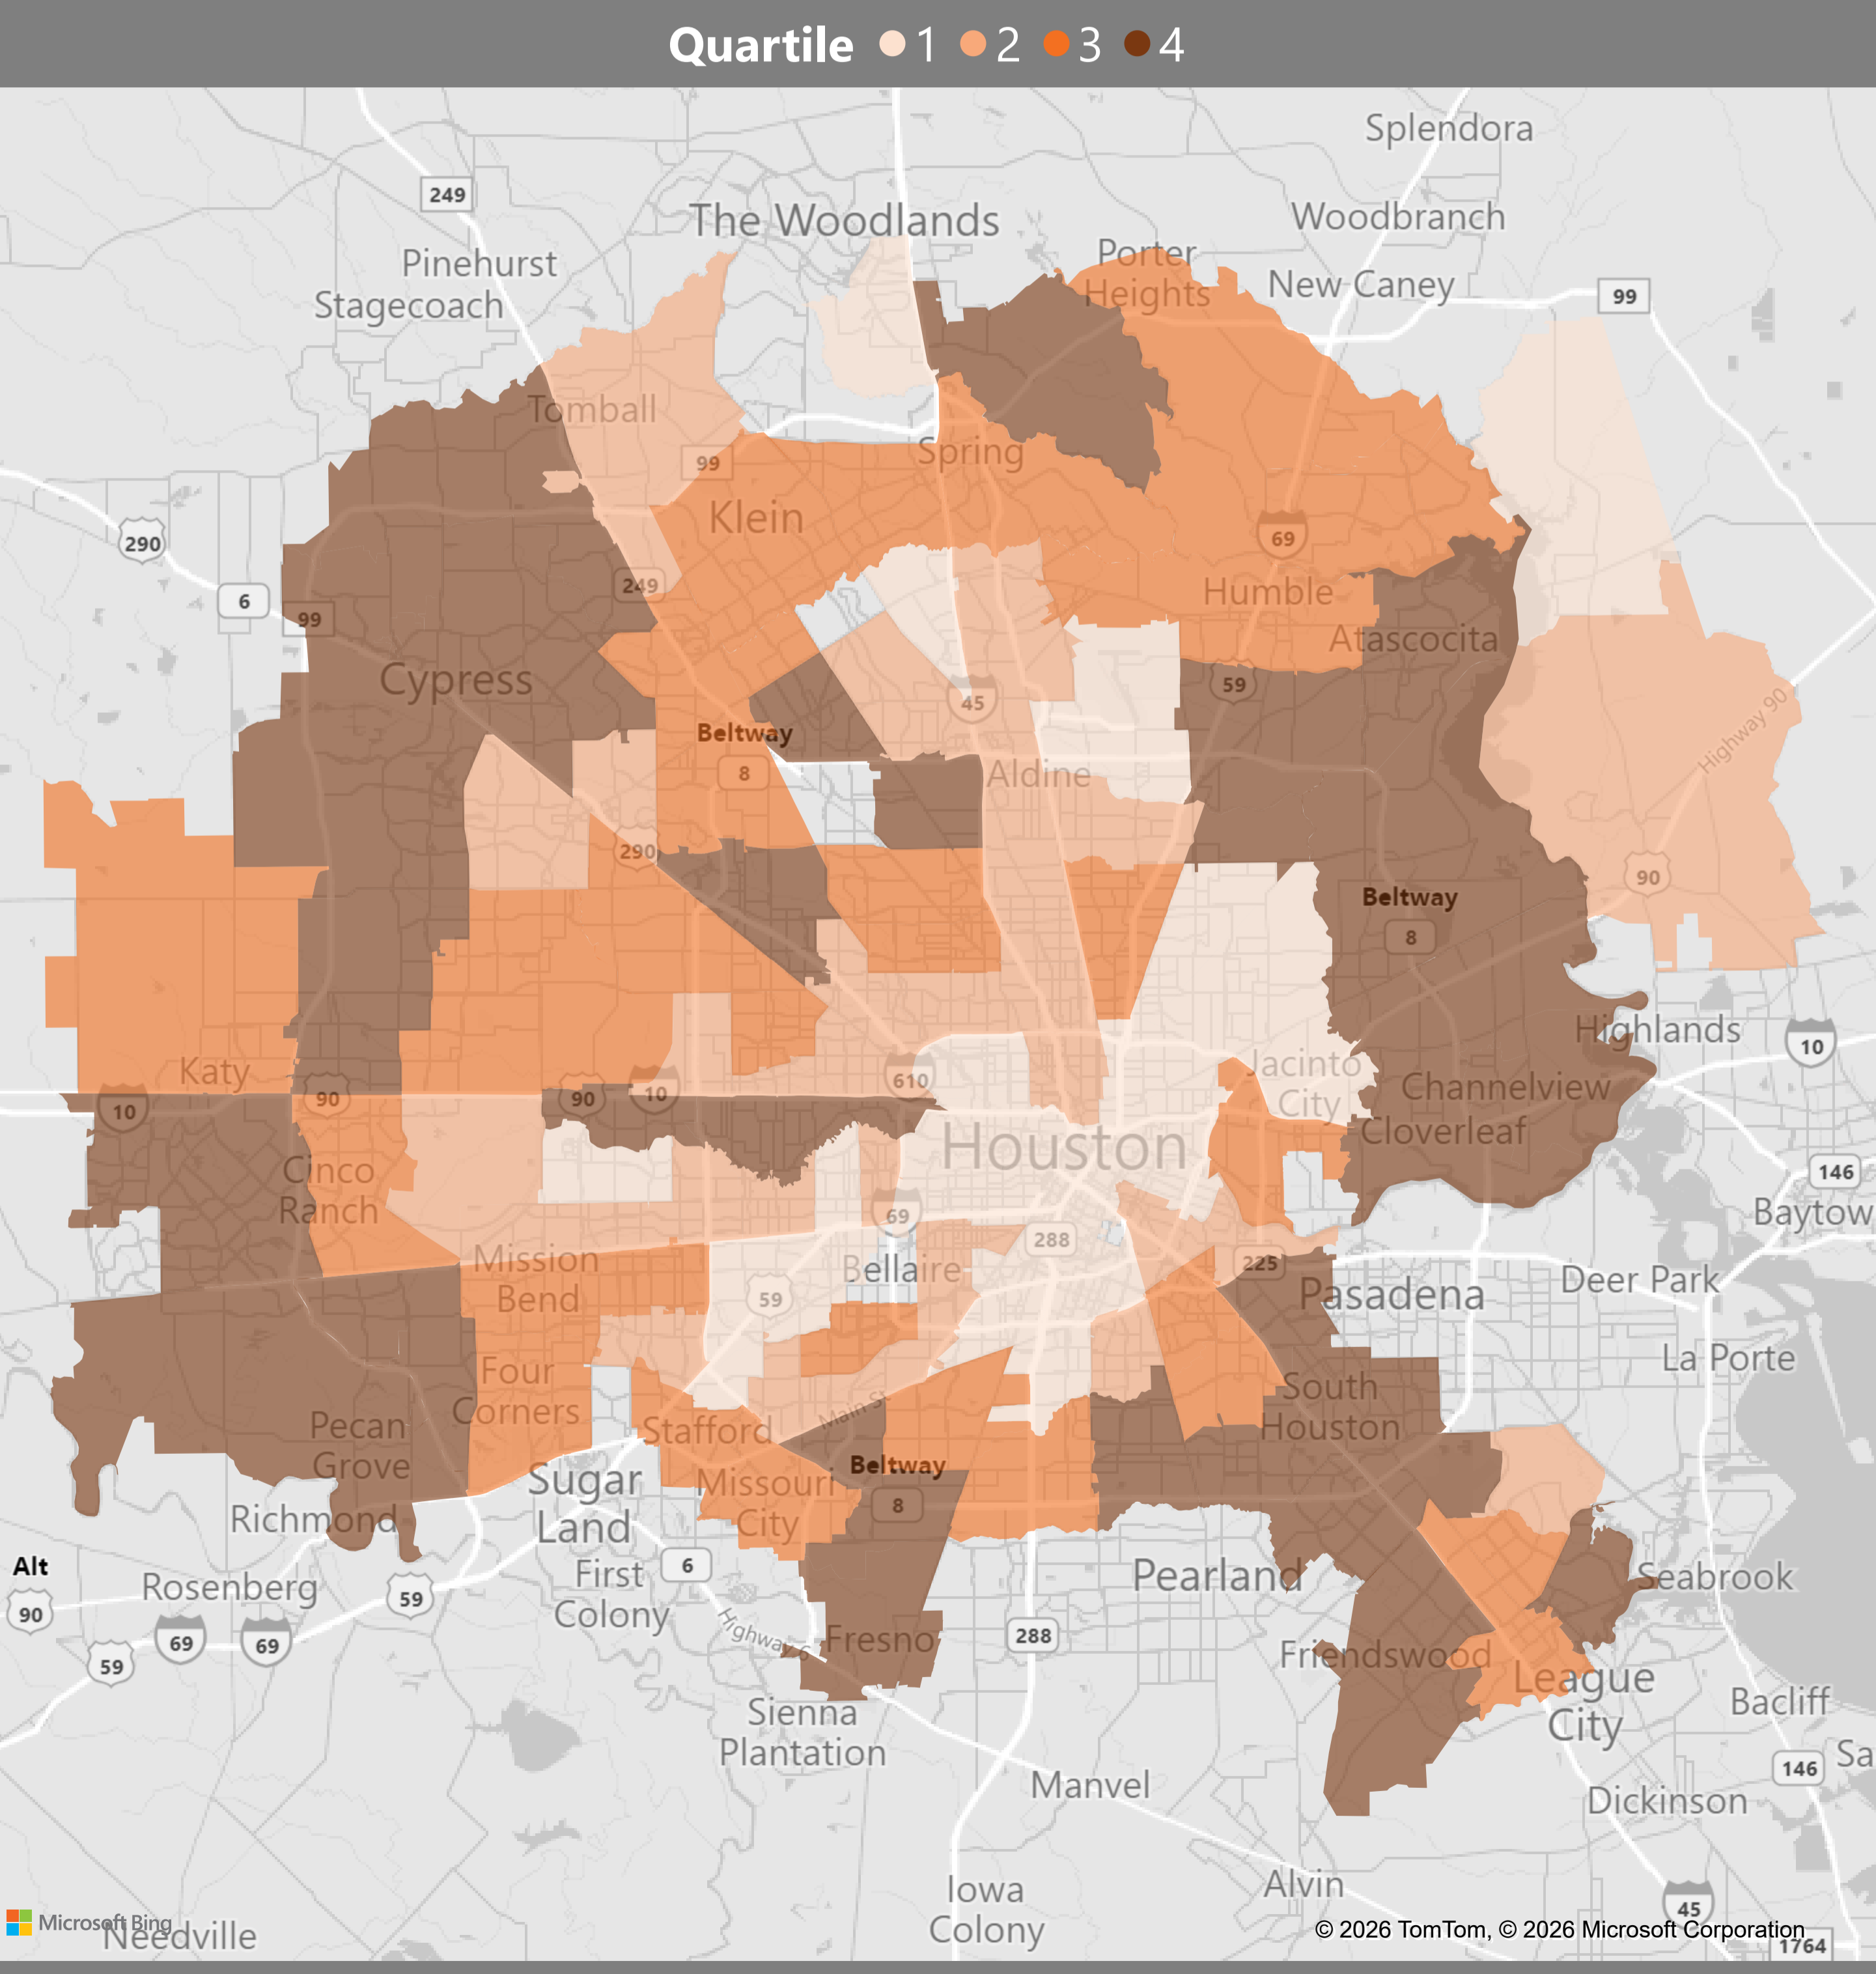 Quartile 1 2 3 4
Splendora
249
The Woodlands
Woodbranch
Porter
Heights
Pinehurst
New Caney
99
Stagecoach
Tomball
Spring
99
Klein
290
69
249
Humble
6
99
Atascocita
Cypress
59
45
Highway 90
Beltway
8
Aldine
290
90
Beltway
8
Highlands
10
Katy
610
Jacinto
City
Channelview
10
90
90
10
Cloverleaf
Houston
146
Cinco
Ranch
69
Baytow
288
Mission
Bend
Bellaire
225
Pasadena
Deer Park
59
La Porte
Four
Corners
South
Houston
Main St
Stafford
Pecan
Grove
Beltway
8
Sugar
Land
Missouri
City
Richmond
Alt
90
Rosenberg
59
First
Colony
6
Pearland
Seabrook
69
69
59
Highway 6
Fresno
288
Friendswood
League
City
Sienna
Plantation
Bacliff
Sa
146
Manvel
Dickinson
Alvin
Iowa
Colony
45
Microsoft Bing
Needville
© 2026 TomTom, © 2026 Microsoft Corporation
1764